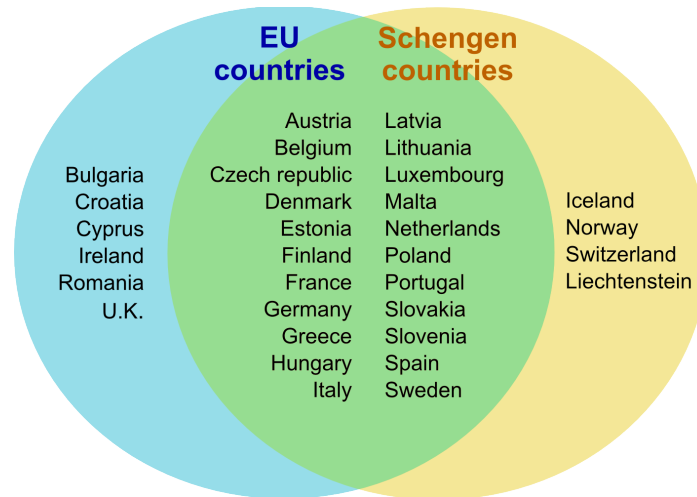 EU
countries
Schengen
countries
Bulgaria
Croatia
Cyprus
Ireland
Romania
U.K.
Austria
Belgium
Czech republic
Denmark
Estonia
Finland
France
Germany
Greece
Hungary
Italy
Latvia
Lithuania
Luxembourg
Malta
Netherlands
Poland
Portugal
Slovakia
Slovenia
Spain
Sweden
Iceland
Norway
Switzerland
Liechtenstein